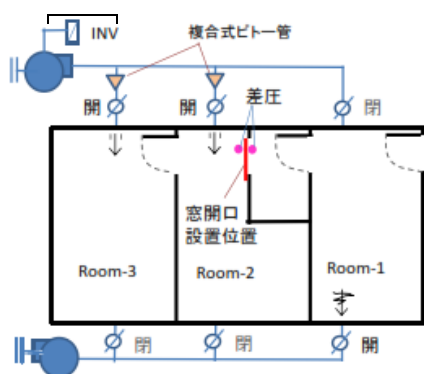 INV
複合式ピトー管
開
開
差圧
閉
窓開口
設置位置
Room-3
Room-2
Room-1
閉
閉
開